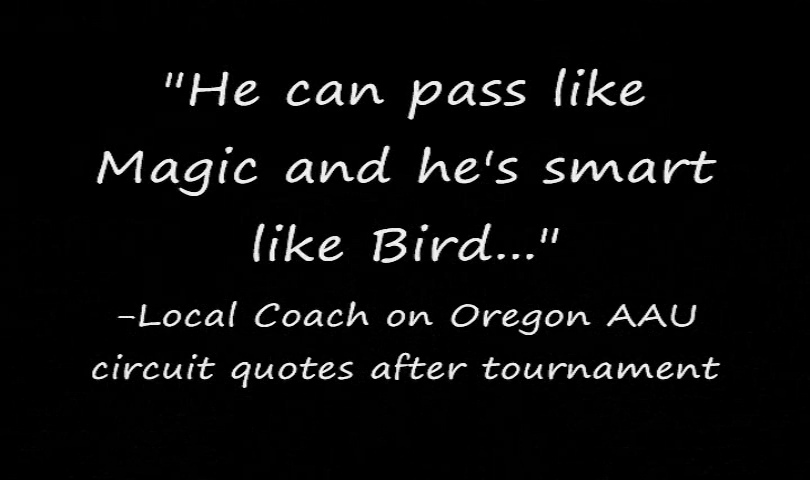 "He can pass like
Magic and he's smart
like Bird..."
-Local Coach on Oregon AAU
circuit quotes after tournament